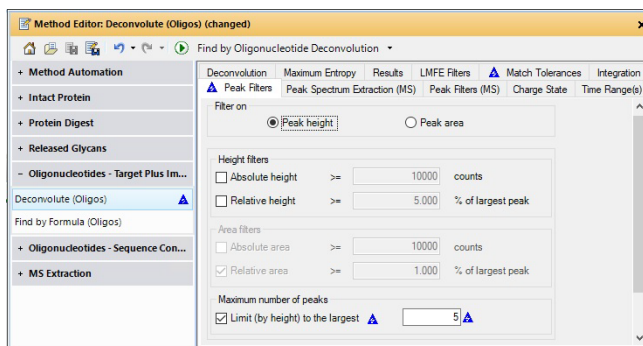 Method Editor: Deconvolute (Oligos) (changed)
Find by Oligonucleotide Deconvolution
+ Method Automation
+ Intact Protein
+ Protein Digest
+ Released Glycans
- Oligonucleotides - Target Plus Im...
Deconvolute (Oligos)
Find by Formula (Oligos)
+ Oligonucleotides - Sequence Con...
+ MS Extraction
Deconvolution Maximum Entropy Results LMFE Filters Match Tolerances Integration
Peak Filters Peak Spectrum Extraction (MS) Peak Filters (MS) Charge State Time Range(s)
Filter on
Peak height Peak area
Height filters
Absolute height >= 10000 counts
Relative height >= 5.000 % of largest peak
Area filters
Absolute area >= 10000 counts
Relative area >= 1.000 % of largest peak
Maximum number of peaks
Limit (by height) to the largest 5